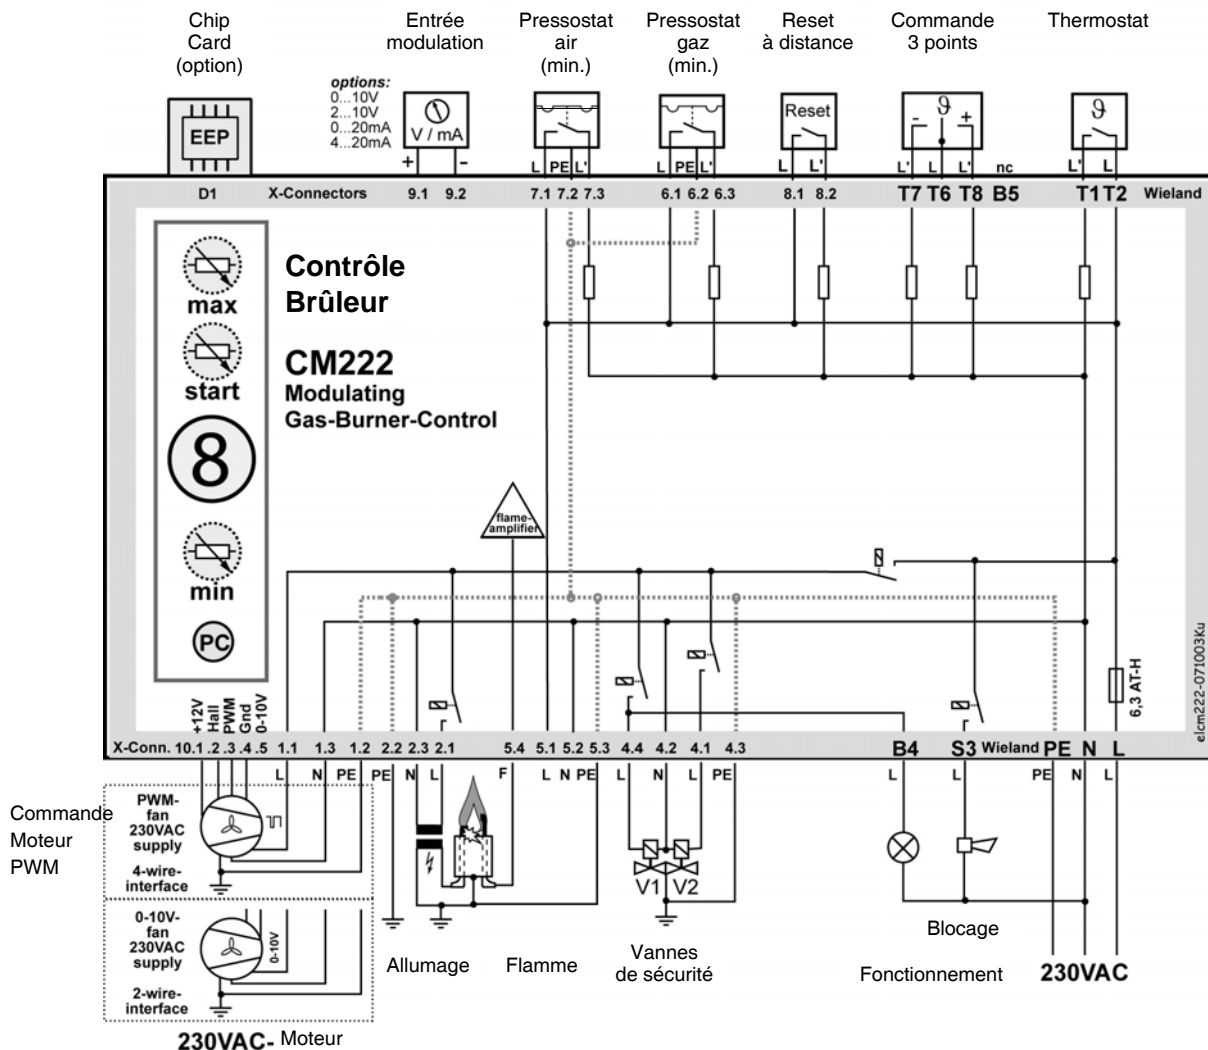 Chip
Card
(option)
Entrée
modulation
Pressostat
air
(min.)
Pressostat
gaz
(min.)
Reset
à distance
Commande
3 points
Thermostat
options:
0...10V
2...10V
0...20mA
4...20mA
EEP
V / mA
+ -
Reset
ϑ
- +
ϑ
L PE L'
L PE L'
L L'
L' L L' nc
L' L
D1 X-Connectors 9.1 9.2 7.1 7.2 7.3 6.1 6.2 6.3 8.1 8.2 T7 T6 T8 B5 T1 T2 Wieland
max
start
8
min
PC
Contrôle
Brûleur
CM222
Modulating
Gas-Burner-Control
flame-
amplifier
6,3 AT-H
elcm222-071003Ku
+12V
Hall
PWM
Gnd
0-10V
X-Conn. 10.1 .2 .3 .4 .5 1.1 1.3 1.2 2.2 2.3 2.1 5.4 5.1 5.2 5.3 4.4 4.2 4.1 4.3 B4 S3 Wieland PE N L
L N PE PE N L F L N PE L N L PE L L PE N L
Commande
Moteur
PWM
PWM-
fan
230VAC
supply
4-wire-
interface
0-10V-
fan
230VAC
supply
2-wire-
interface
0-10V
V1 V2
Allumage
Flamme
Vannes
de sécurité
Blocage
Fonctionnement
230VAC
230VAC- Moteur